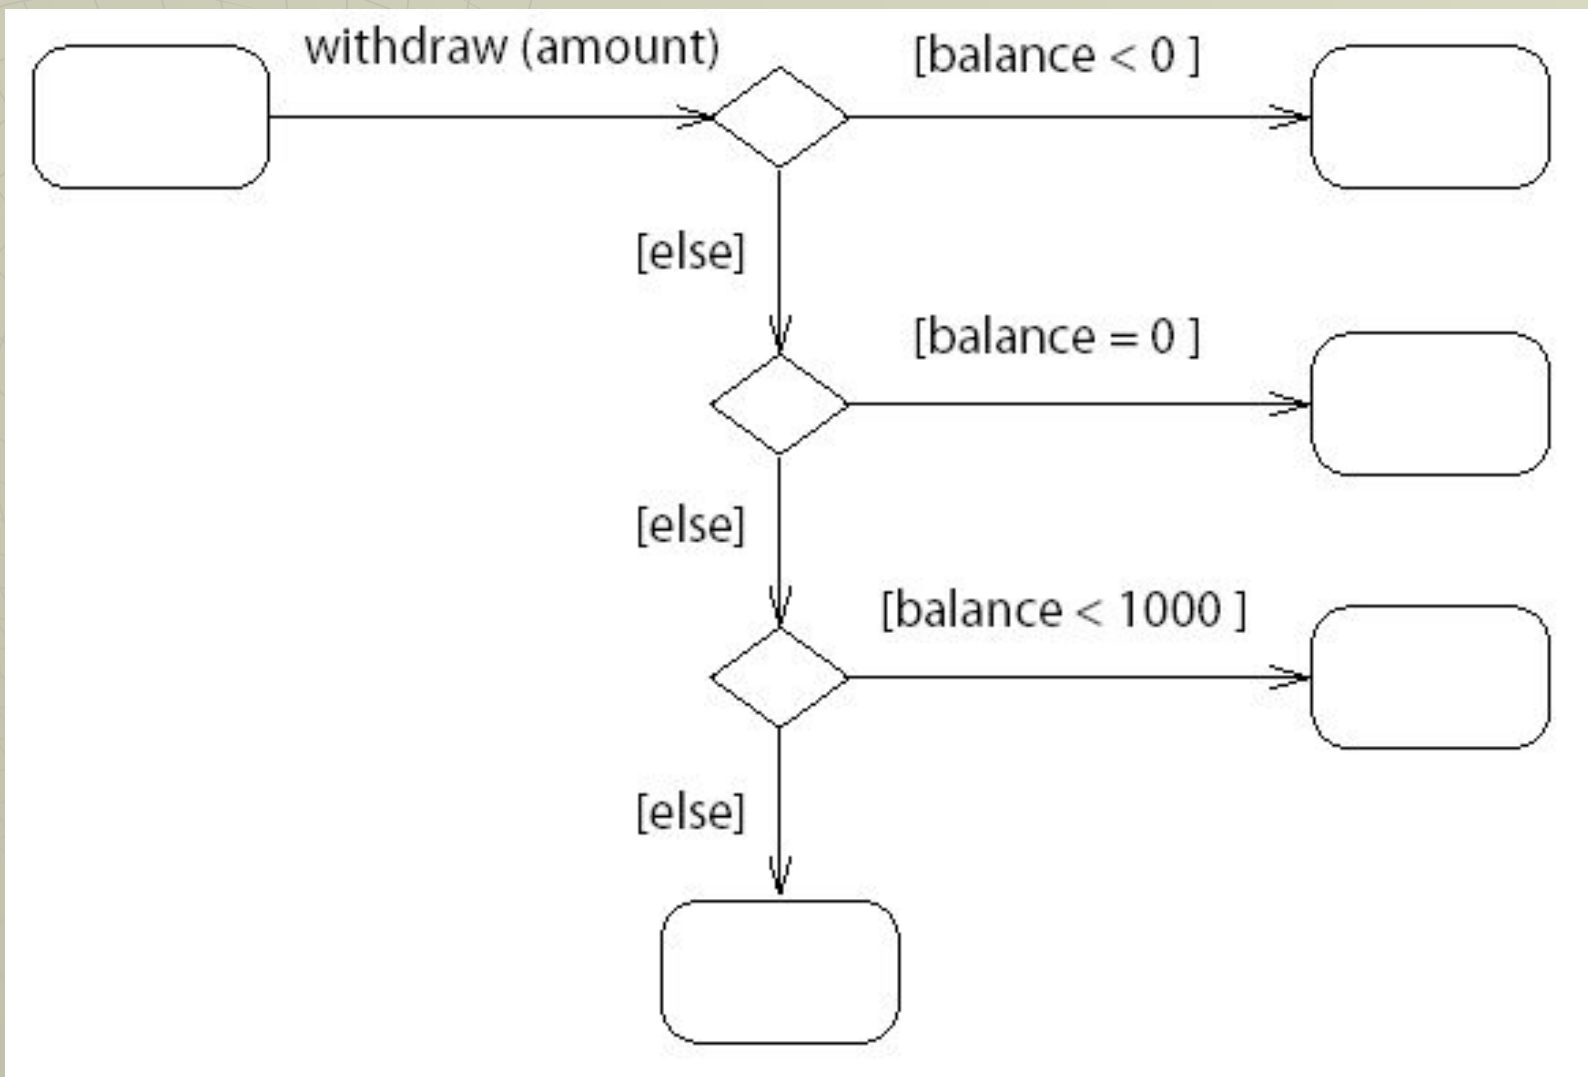 withdraw (amount)
[balance < 0 ]
[else]
[balance = 0 ]
[else]
[balance < 1000 ]
[else]